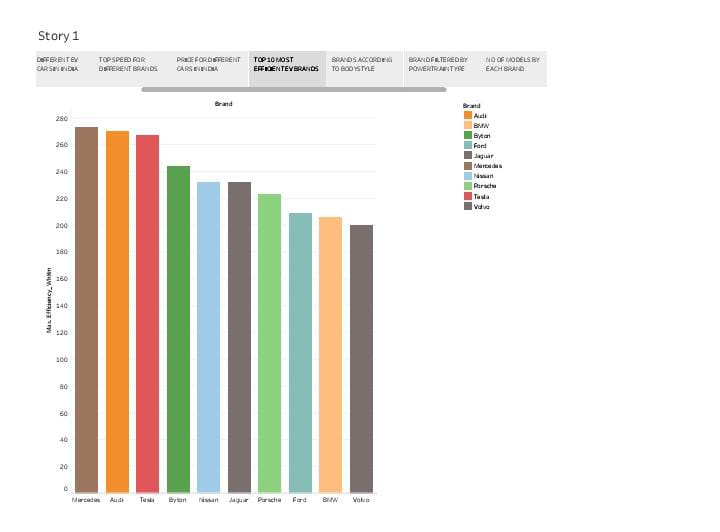 Story 1
DIFFERENT EV
CARS IN INDIA
TOP SPEED FOR
DIFFERENT BRANDS
PRICE FOR DIFFERENT
CARS IN INDIA
TOP 10 MOST
EFFICIENT EV BRANDS
BRANDS ACCORDING
TO BODYSTYLE
BRAND FILTERED BY
POWERTRAIN TYPE
NO OF MODELS BY
EACH BRAND
Brand
280
260
240
220
200
180
160
140
120
100
80
60
40
20
0
Max. Efficiency_WhKm
Mercedes Audi Tesla Byton Nissan Jaguar Porsche Ford BMW Volvo
Brand
Audi
BMW
Byton
Ford
Jaguar
Mercedes
Nissan
Porsche
Tesla
Volvo